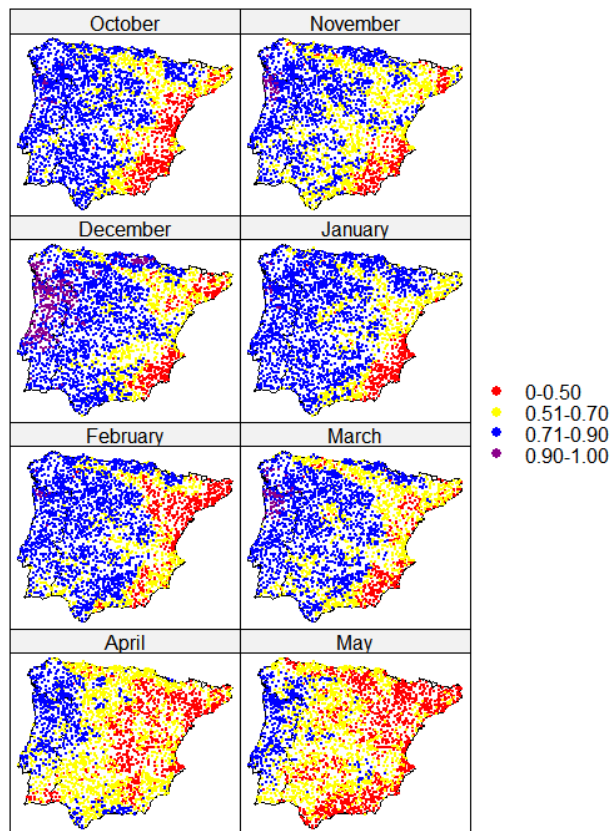 October
November
December
January
February
March
April
May
0-0.50
0.51-0.70
0.71-0.90
0.90-1.00